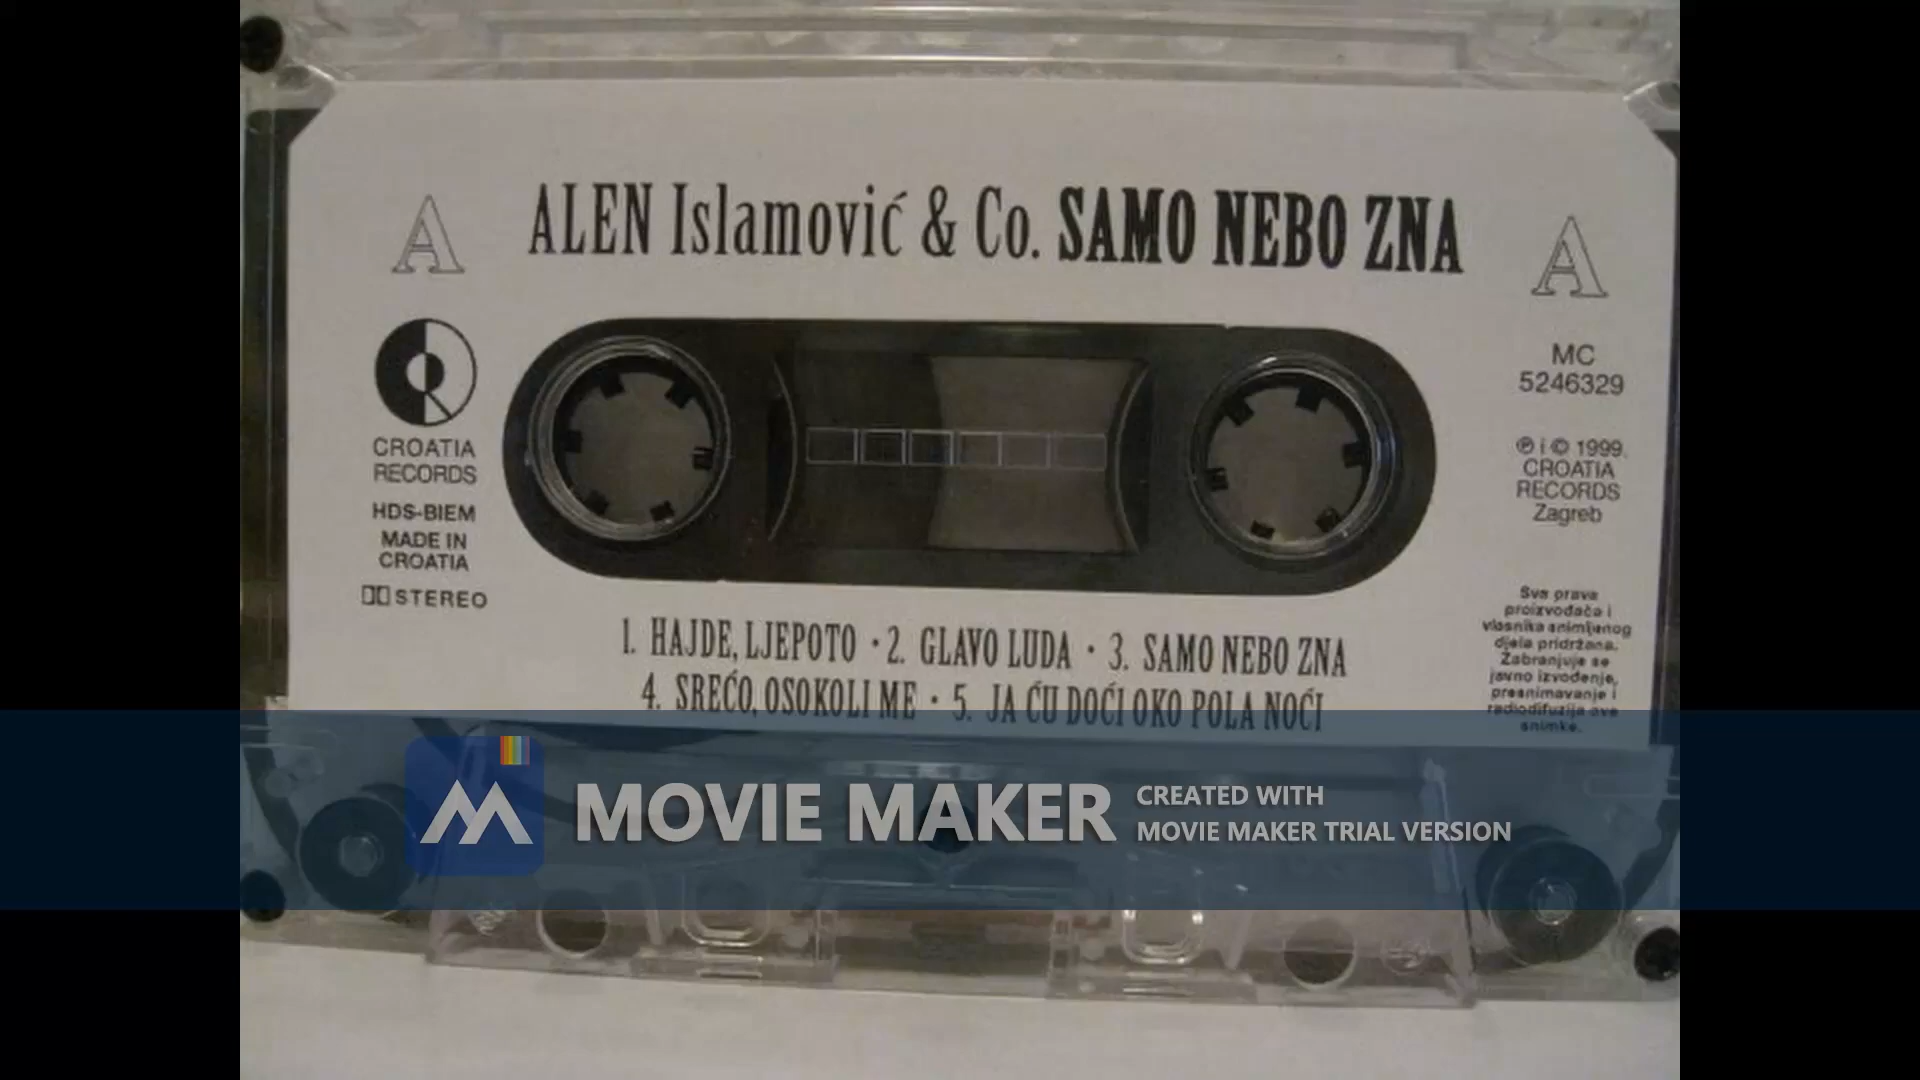 ALEN Islamović & Co. SAMO NEBO ZNA
A
A
CROATIA
RECORDS
HDS-BIEM
MADE IN
CROATIA
STEREO
MC
5246329
℗ i © 1999.
CROATIA
RECORDS
Zagreb
Sva prava
proizvođača i
vlasnika snimljenog
djela pridržana.
Zabranjuje se
javno izvođenje,
presnimavanje i
radiodifuzija ove
snimke.
1. HAJDE, LJEPOTO · 2. GLAVO LUDA · 3. SAMO NEBO ZNA
4. SREĆO, OSOKOLI ME · 5. JA ĆU DOĆI OKO POLA NOĆI
MOVIE MAKER
CREATED WITH
MOVIE MAKER TRIAL VERSION